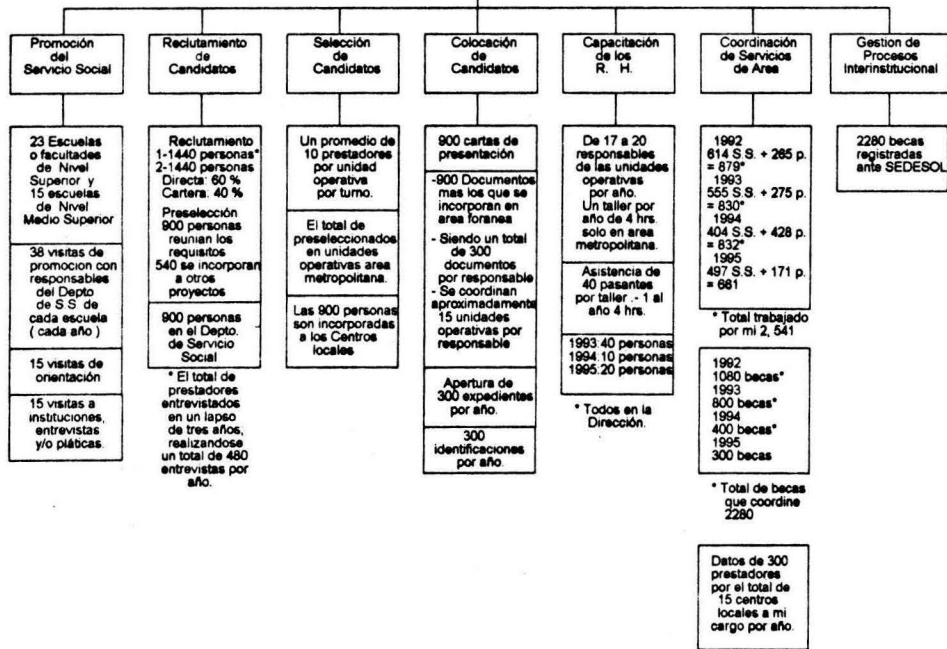 Promoción
del
Servicio Social
23 Escuelas
o facultades
de Nivel
Superior y
15 escuelas
de Nivel
Medio Superior
38 visitas de
promocion con
responsables
del Depto
de S.S. de
cada escuela
( cada año )
15 visitas de
orientación
15 visitas a
instituciones,
entrevistas
y/o pláticas.
Reclutamiento
de
Candidatos
Reclutamiento
1-1440 personas*
2-1440 personas
Directa: 60 %
Cartera: 40 %
Preselección
900 personas
reunian los
requisitos
540 se incorporan
a otros
proyectos
900 personas
en el Depto.
de Servicio
Social
* El total de
prestadores
entrevistados
en un lapso
de tres años,
realizandose
un total de 480
entrevistas por
año.
Selección
de
Candidatos
Un promedio de
10 prestadores
por unidad
operativa
por turno.
El total de
preseleccionados
en unidades
operativas area
metropolitana.
Las 900 personas
son incorporadas
a los Centros
locales
Colocación
de
Candidatos
900 cartas de
presentación
-900 Documentos
mas los que se
incorporan en
area foranea
- Siendo un total
de 300
documentos
por responsable
- Se coordinan
aproximadamente
15 unidades
operativas por
responsable
Apertura de
300 expedientes
por año.
300
identificaciones
por año.
Capacitación
de los
R. H.
De 17 a 20
responsables
de las unidades
operativas
por año.
Un taller por
año de 4 hrs.
solo en area
metropolitana.
Asistencia de
40 pasantes
por taller .- 1 al
año 4 hrs.
1993:40 personas
1994:10 personas
1995:20 personas
* Todos en la
Dirección.
Coordinación
de Servicios
de Area
1992
614 S.S. + 265 p.
= 879*
1993
555 S.S. + 275 p.
= 830*
1994
404 S.S. + 428 p.
= 832*
1995
497 S.S. + 171 p.
= 661
* Total trabajado
por mi 2, 541
1992
1080 becas*
1993
800 becas*
1994
400 becas*
1995
300 becas
* Total de becas
que coordine
2280
Datos de 300
prestadores
por el total de
15 centros
locales a mi
cargo por año.
Gestion de
Procesos
Interinstitucional
2280 becas
registradas
ante SEDESOL